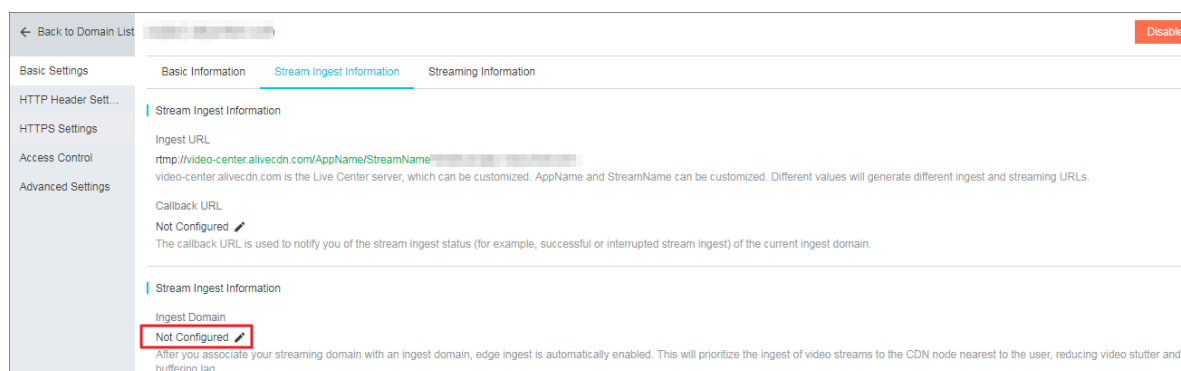 ← Back to Domain List
Disable
Basic Settings
HTTP Header Sett...
HTTPS Settings
Access Control
Advanced Settings
Basic Information
Stream Ingest Information
Streaming Information
Stream Ingest Information
Ingest URL
rtmp://video-center.alivecdn.com/AppName/StreamName
video-center.alivecdn.com is the Live Center server, which can be customized. AppName and StreamName can be customized. Different values will generate different ingest and streaming URLs.
Callback URL
Not Configured
The callback URL is used to notify you of the stream ingest status (for example, successful or interrupted stream ingest) of the current ingest domain.
Stream Ingest Information
Ingest Domain
Not Configured
After you associate your streaming domain with an ingest domain, edge ingest is automatically enabled. This will prioritize the ingest of video streams to the CDN node nearest to the user, reducing video stutter and
buffering lag.